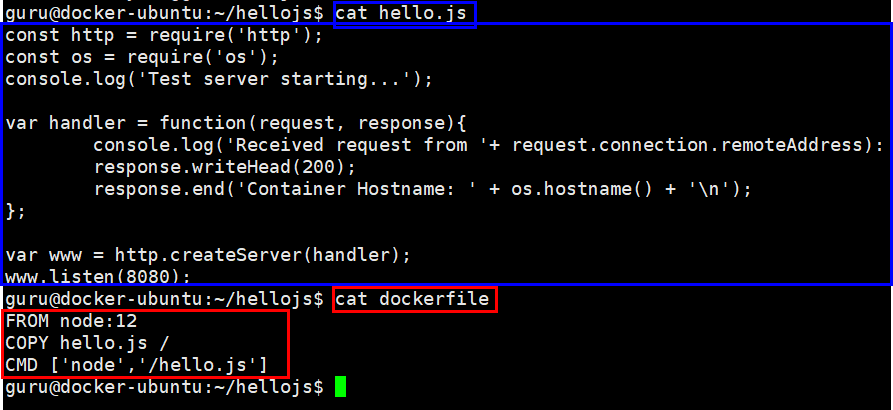 guru@docker-ubuntu:~/hellojs$ cat hello.js
const http = require('http');
const os = require('os');
console.log('Test server starting...');
var handler = function(request, response){
        console.log('Received request from '+ request.connection.remoteAddress);
        response.writeHead(200);
        response.end('Container Hostname: ' + os.hostname() + '\n');
};
var www = http.createServer(handler);
www.listen(8080);
guru@docker-ubuntu:~/hellojs$ cat dockerfile
FROM node:12
COPY hello.js /
CMD ['node','/hello.js']
guru@docker-ubuntu:~/hellojs$